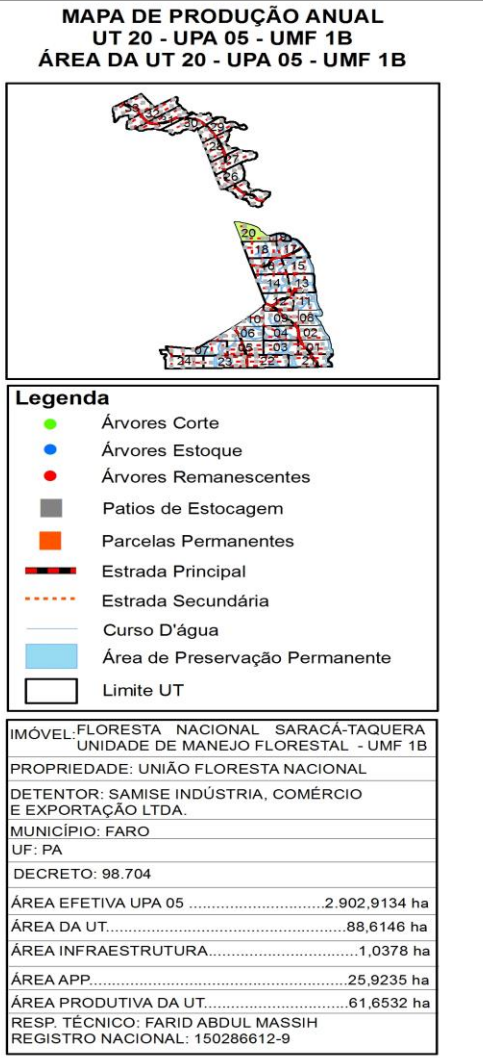 MAPA DE PRODUÇÃO ANUAL
UT 20 - UPA 05 - UMF 1B
ÁREA DA UT 20 - UPA 05 - UMF 1B
30
29
28
27
26
20
18
17
15
14
13
12
11
10
09
08
06
04
02
07
05
03
01
24
23
22
21
Legenda
Árvores Corte
Árvores Estoque
Árvores Remanescentes
Patios de Estocagem
Parcelas Permanentes
Estrada Principal
Estrada Secundária
Curso D'água
Área de Preservação Permanente
Limite UT
IMÓVEL: FLORESTA NACIONAL SARACÁ-TAQUERA
UNIDADE DE MANEJO FLORESTAL - UMF 1B
PROPRIEDADE: UNIÃO FLORESTA NACIONAL
DETENTOR: SAMISE INDÚSTRIA, COMÉRCIO
E EXPORTAÇÃO LTDA.
MUNICÍPIO: FARO
UF: PA
DECRETO: 98.704
ÁREA EFETIVA UPA 05 ..........................2.902,9134 ha
ÁREA DA UT..............................................88,6146 ha
ÁREA INFRAESTRUTURA.............................1,0378 ha
ÁREA APP.................................................25,9235 ha
ÁREA PRODUTIVA DA UT...........................61,6532 ha
RESP. TÉCNICO: FARID ABDUL MASSIH
REGISTRO NACIONAL: 150286612-9